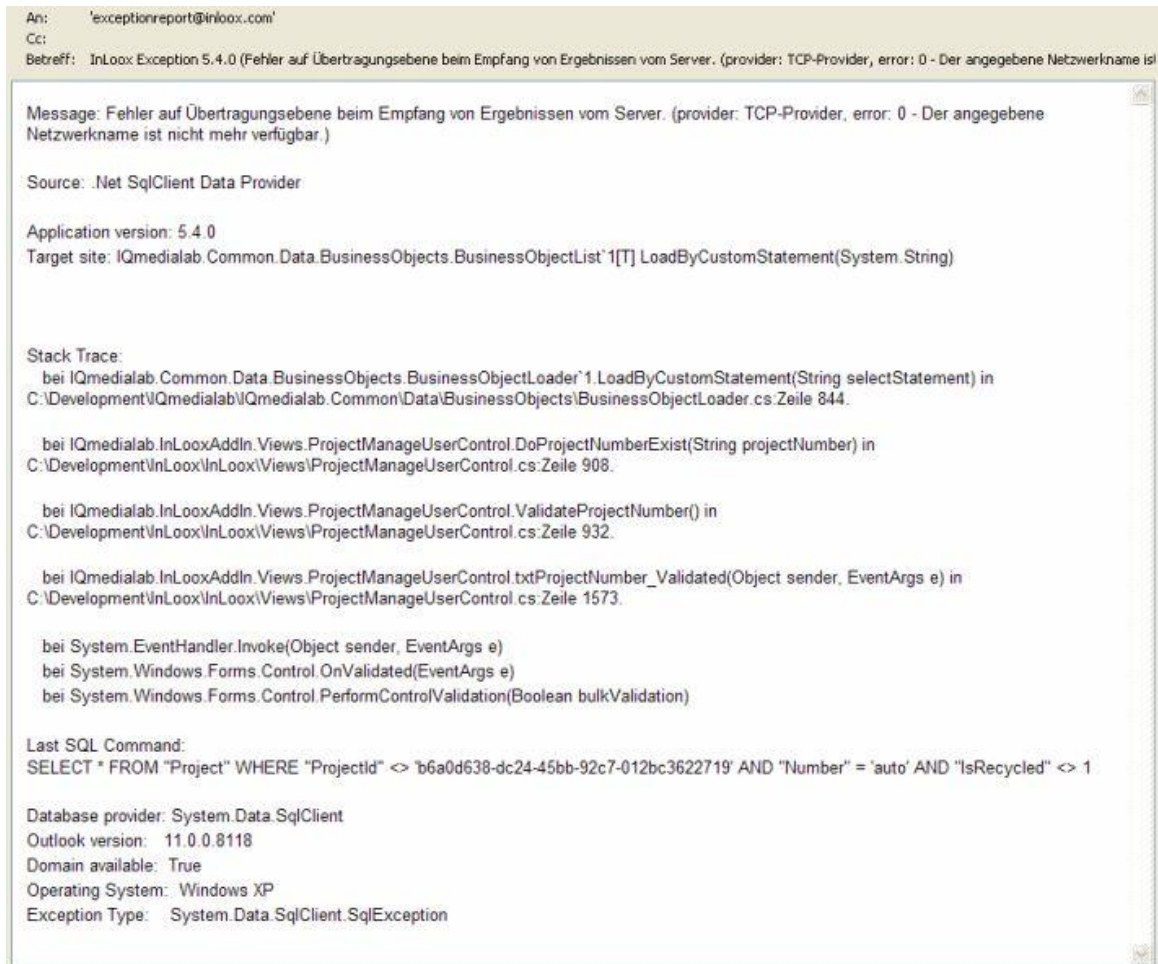 An: 'exceptionreport@inloox.com'
Cc:
Betreff: InLoox Exception 5.4.0 (Fehler auf Übertragungsebene beim Empfang von Ergebnissen vom Server. (provider: TCP-Provider, error: 0 - Der angegebene Netzwerkname ist
Message: Fehler auf Übertragungsebene beim Empfang von Ergebnissen vom Server. (provider: TCP-Provider, error: 0 - Der angegebene
Netzwerkname ist nicht mehr verfügbar.)
Source: .Net SqlClient Data Provider
Application version: 5.4.0
Target site: IQmedialab.Common.Data.BusinessObjects.BusinessObjectList`1[T] LoadByCustomStatement(System.String)
Stack Trace:
bei IQmedialab.Common.Data.BusinessObjects.BusinessObjectLoader`1.LoadByCustomStatement(String selectStatement) in
C:\Development\IQmedialab\IQmedialab.Common\Data\BusinessObjects\BusinessObjectLoader.cs:Zeile 844.
bei IQmedialab.InLooxAddIn.Views.ProjectManageUserControl.DoProjectNumberExist(String projectNumber) in
C:\Development\InLoox\InLoox\Views\ProjectManageUserControl.cs:Zeile 908.
bei IQmedialab.InLooxAddIn.Views.ProjectManageUserControl.ValidateProjectNumber() in
C:\Development\InLoox\InLoox\Views\ProjectManageUserControl.cs:Zeile 932.
bei IQmedialab.InLooxAddIn.Views.ProjectManageUserControl.txtProjectNumber_Validated(Object sender, EventArgs e) in
C:\Development\InLoox\InLoox\Views\ProjectManageUserControl.cs:Zeile 1573.
bei System.EventHandler.Invoke(Object sender, EventArgs e)
bei System.Windows.Forms.Control.OnValidated(EventArgs e)
bei System.Windows.Forms.Control.PerformControlValidation(Boolean bulkValidation)
Last SQL Command:
SELECT * FROM "Project" WHERE "ProjectId" <> 'b6a0d638-dc24-45bb-92c7-012bc3622719' AND "Number" = 'auto' AND "IsRecycled" <> 1
Database provider: System.Data.SqlClient
Outlook version: 11.0.0.8118
Domain available: True
Operating System: Windows XP
Exception Type: System.Data.SqlClient.SqlException